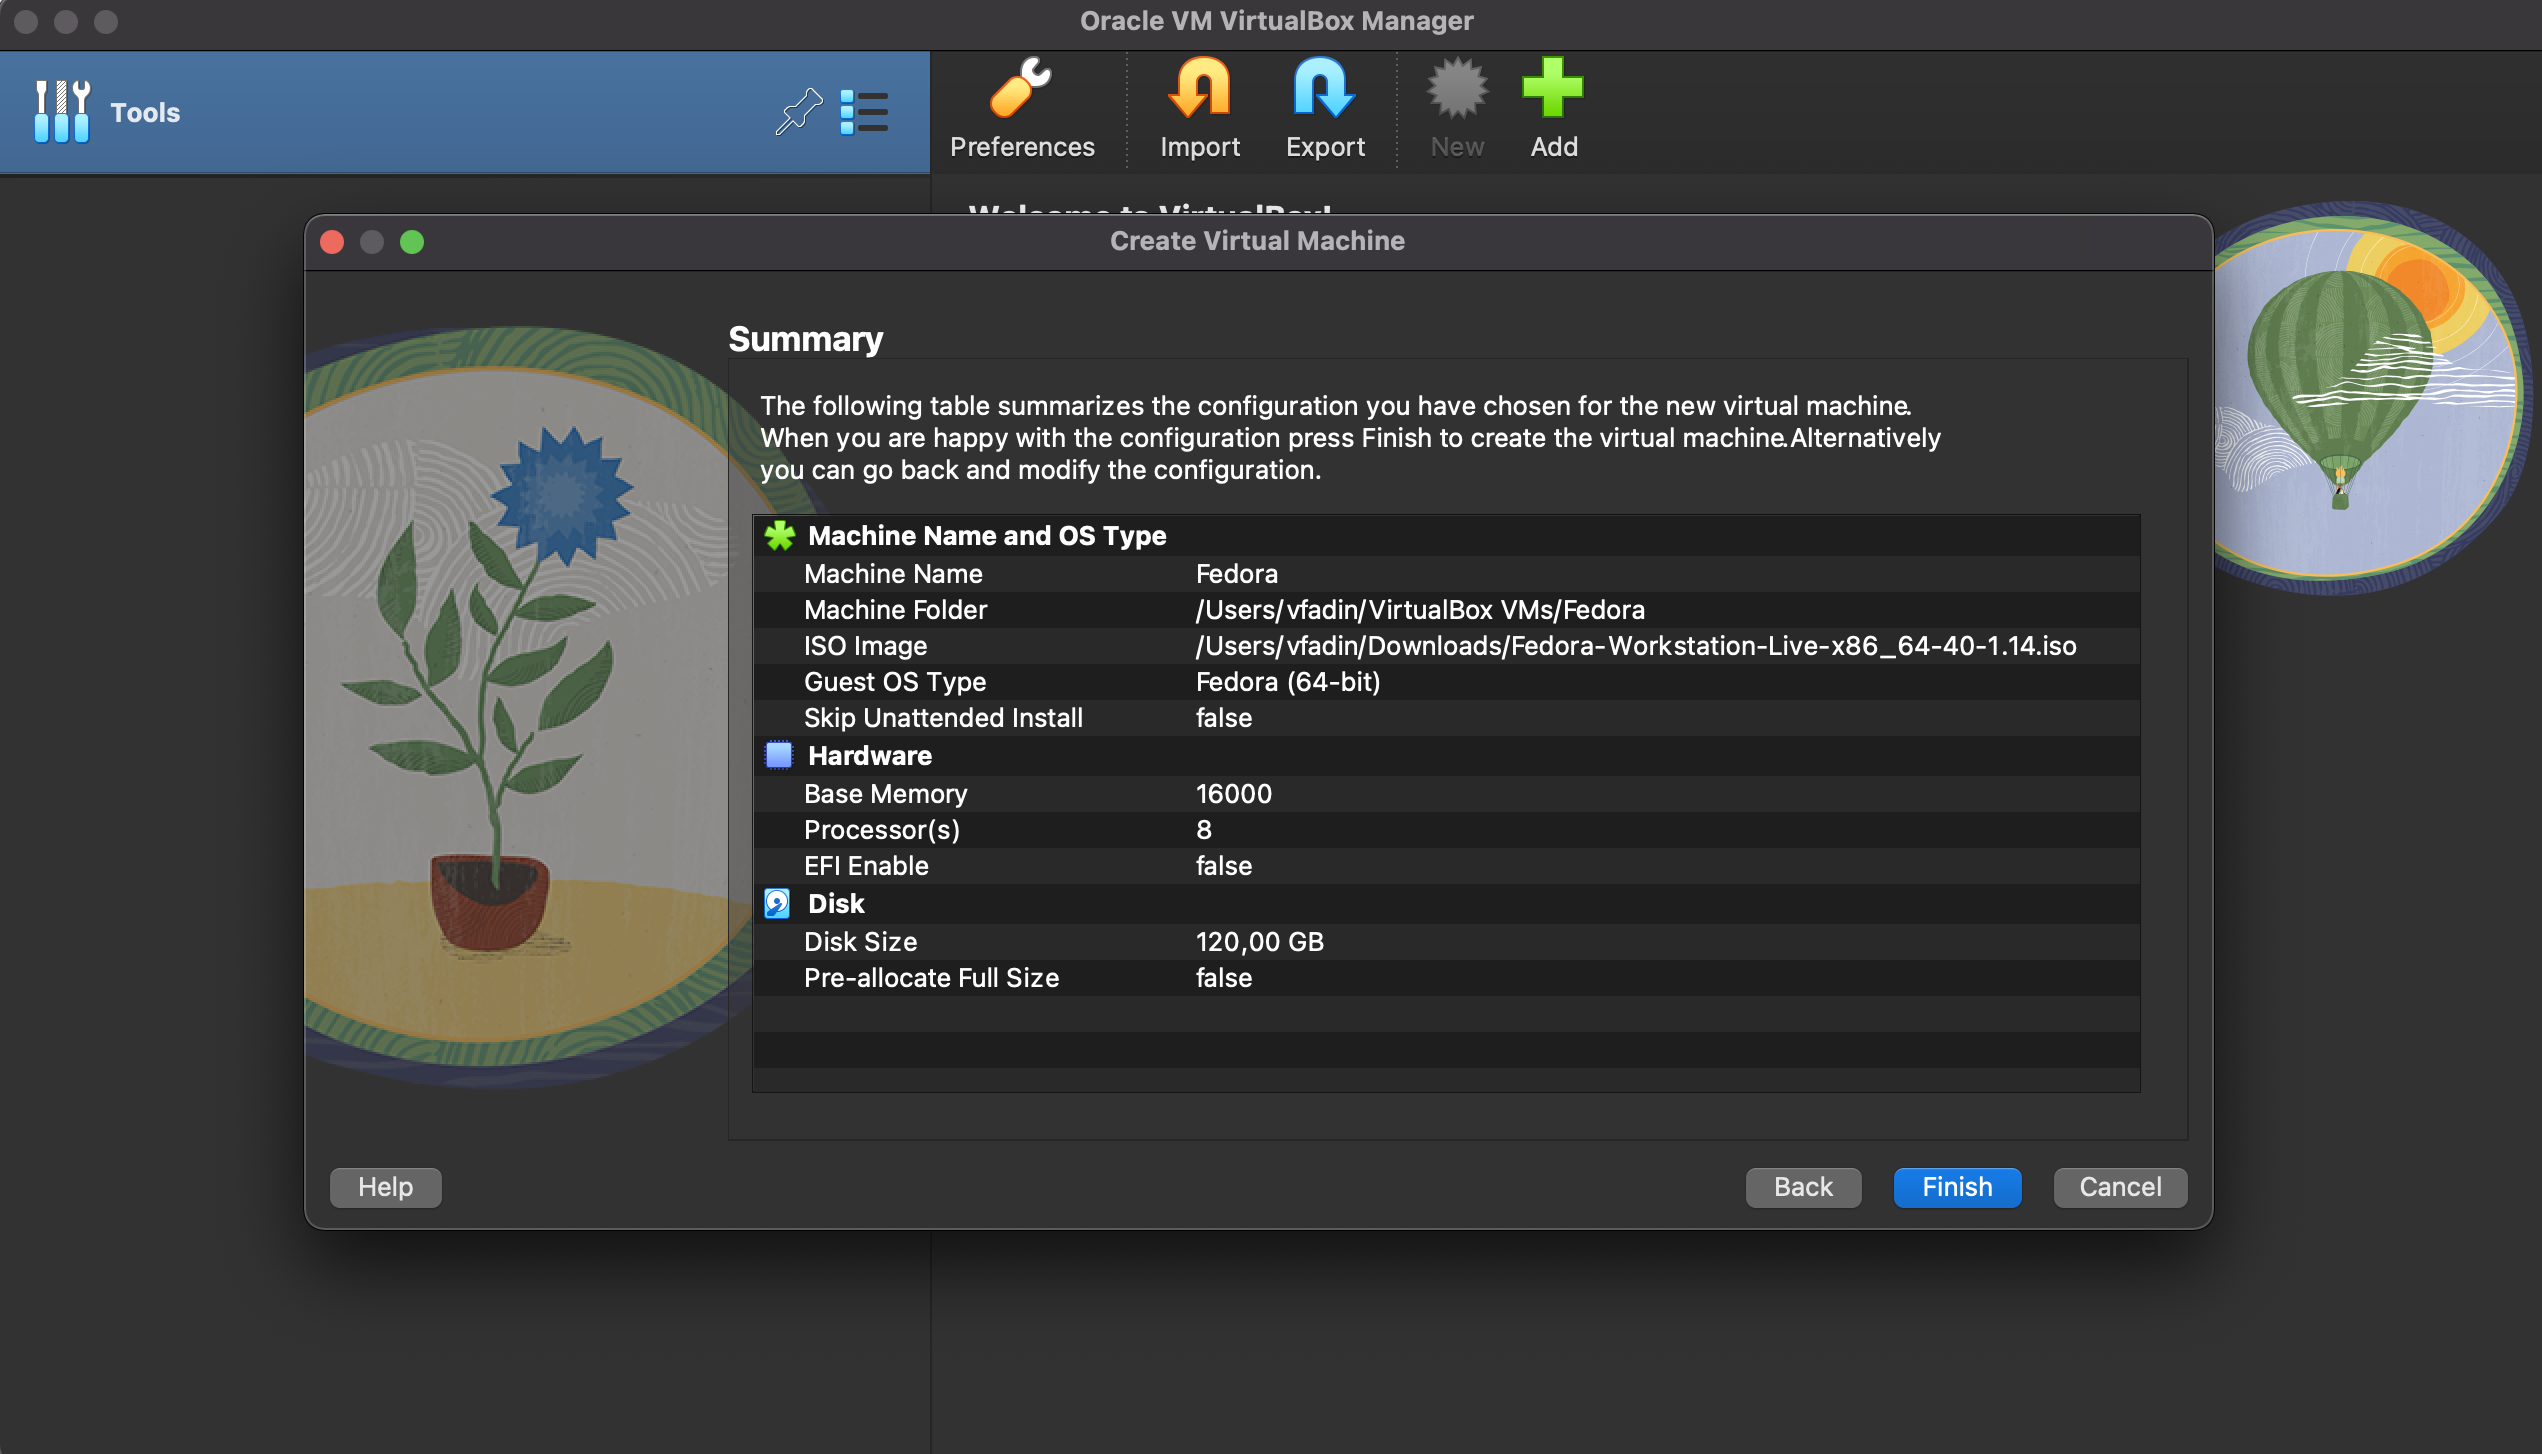 Oracle VM VirtualBox Manager
Tools
Preferences
Import
Export
New
Add
Welcome to VirtualBox!
Create Virtual Machine
Summary
The following table summarizes the configuration you have chosen for the new virtual machine.
When you are happy with the configuration press Finish to create the virtual machine.Alternatively
you can go back and modify the configuration.
Machine Name and OS Type
Machine Name Fedora
Machine Folder /Users/vfadin/VirtualBox VMs/Fedora
ISO Image /Users/vfadin/Downloads/Fedora-Workstation-Live-x86_64-40-1.14.iso
Guest OS Type Fedora (64-bit)
Skip Unattended Install false
Hardware
Base Memory 16000
Processor(s) 8
EFI Enable false
Disk
Disk Size 120,00 GB
Pre-allocate Full Size false
Help
Back
Finish
Cancel